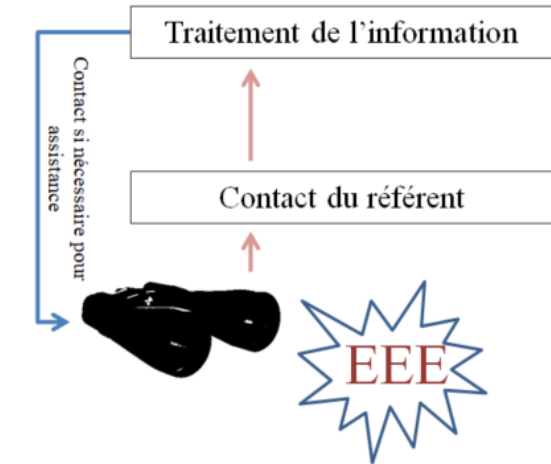 Traitement de l’information
Contact si nécessaire pour
assistance
Contact du référent
EEE